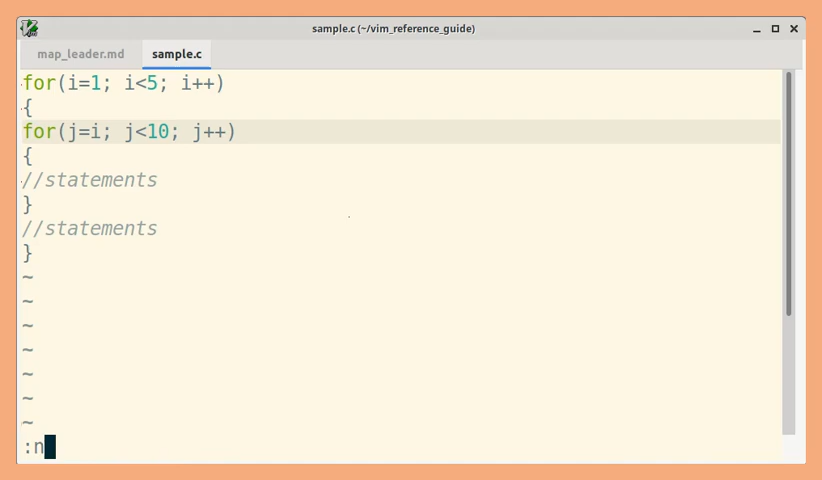 sample.c (~/vim_reference_guide)
map_leader.md sample.c
for(i=1; i<5; i++)
{
for(j=i; j<10; j++)
{
//statements
}
//statements
}
~
~
~
~
~
~
~
:n